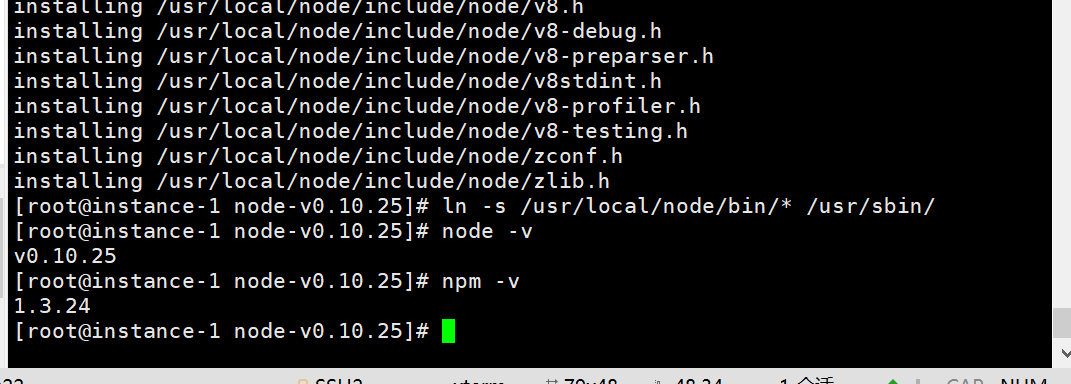 installing /usr/local/node/include/node/v8.h
installing /usr/local/node/include/node/v8-debug.h
installing /usr/local/node/include/node/v8-preparser.h
installing /usr/local/node/include/node/v8stdint.h
installing /usr/local/node/include/node/v8-profiler.h
installing /usr/local/node/include/node/v8-testing.h
installing /usr/local/node/include/node/zconf.h
installing /usr/local/node/include/node/zlib.h
[root@instance-1 node-v0.10.25]# ln -s /usr/local/node/bin/* /usr/sbin/
[root@instance-1 node-v0.10.25]# node -v
v0.10.25
[root@instance-1 node-v0.10.25]# npm -v
1.3.24
[root@instance-1 node-v0.10.25]#
SSH2 xterm 1 会话 CAP NUM